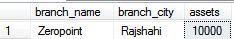 branch_name branch_city assets
1 Zeropoint Rajshahi 10000